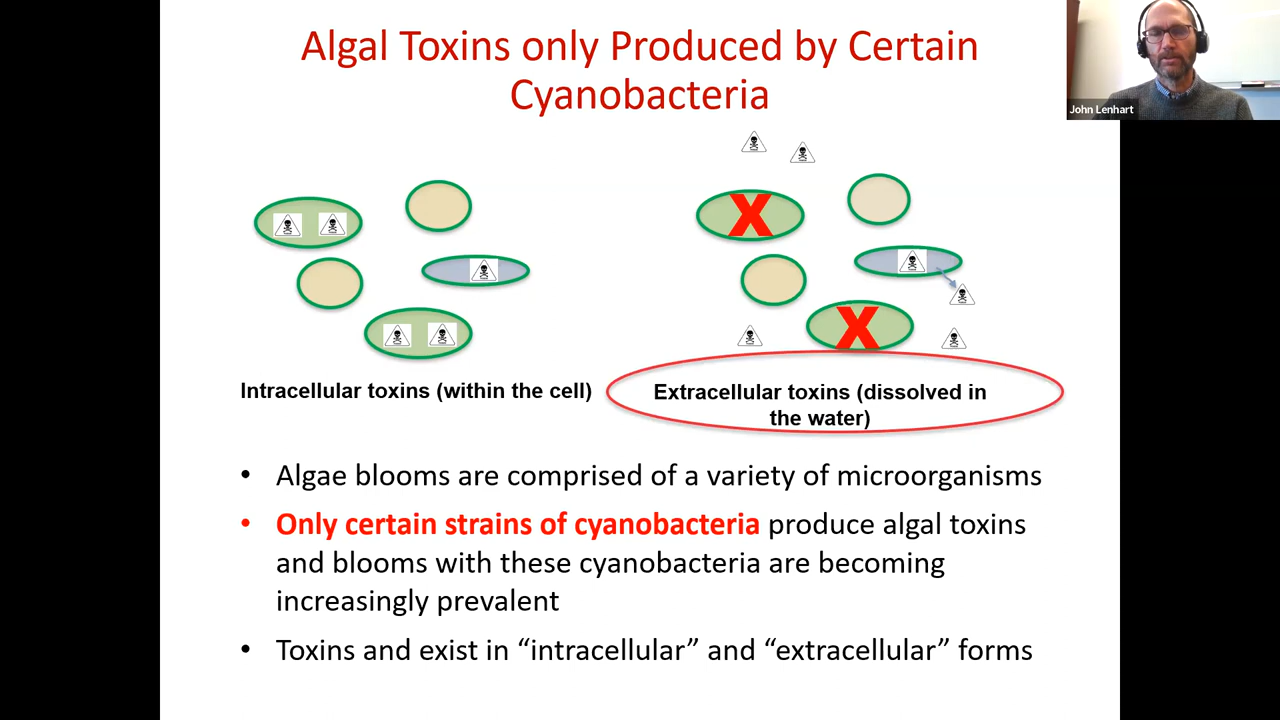 Algal Toxins only Produced by Certain
Cyanobacteria
John Lenhart
X
X
Intracellular toxins (within the cell)
Extracellular toxins (dissolved in
the water)
• Algae blooms are comprised of a variety of microorganisms
• Only certain strains of cyanobacteria produce algal toxins
and blooms with these cyanobacteria are becoming
increasingly prevalent
• Toxins and exist in “intracellular” and “extracellular” forms